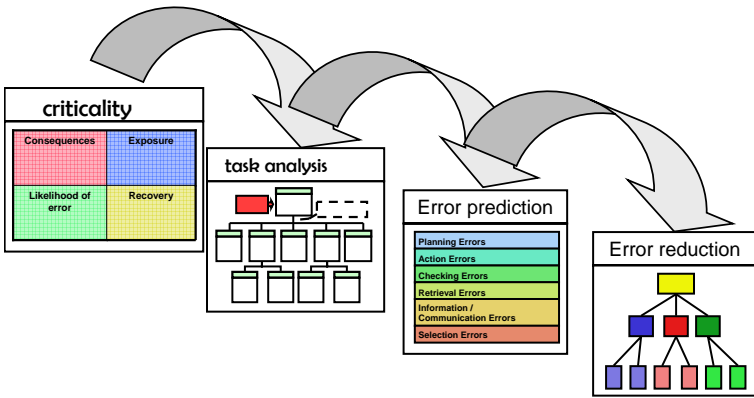 criticality
Consequences
Exposure
Likelihood of
error
Recovery
task analysis
Error prediction
Planning Errors
Action Errors
Checking Errors
Retrieval Errors
Information /
Communication Errors
Selection Errors
Error reduction